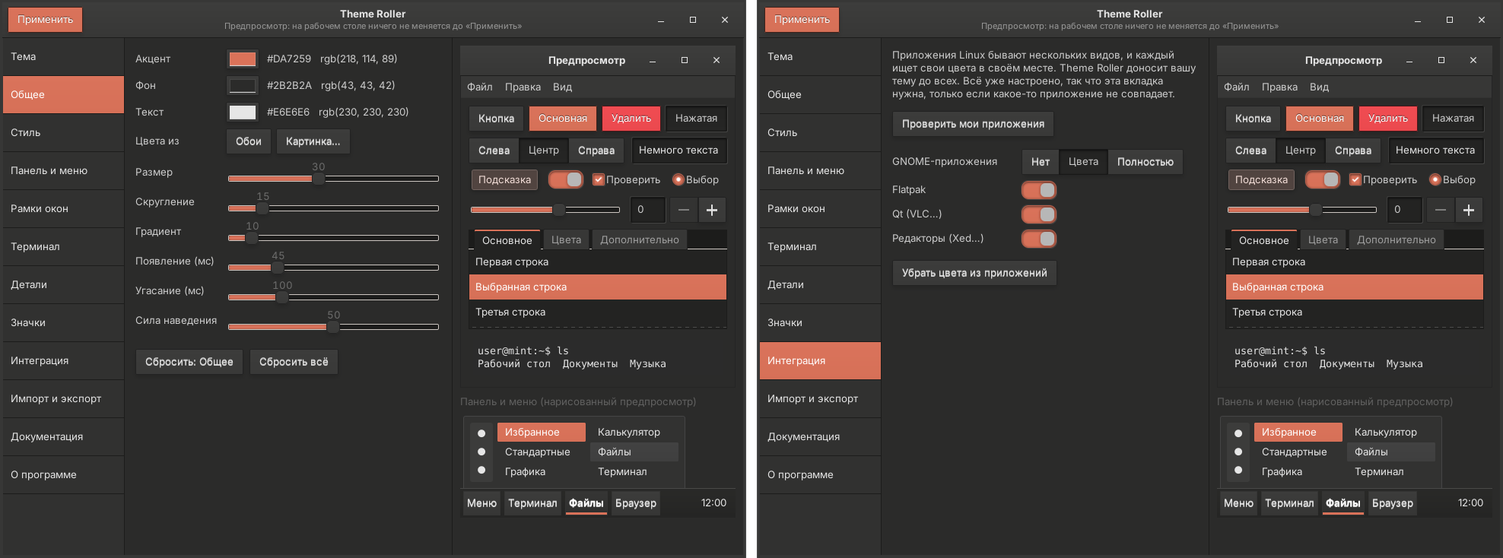 Применить
Theme Roller
Предпросмотр: на рабочем столе ничего не меняется до «Применить»
Тема
Общее
Стиль
Панель и меню
Рамки окон
Терминал
Детали
Значки
Интеграция
Импорт и экспорт
Документация
О программе
Акцент #DA7259 rgb(218, 114, 89)
Фон #2B2B2A rgb(43, 43, 42)
Текст #E6E6E6 rgb(230, 230, 230)
Цвета из Обои Картинка...
Размер 30
Скругление 15
Градиент 10
Появление (мс) 45
Угасание (мс) 100
Сила наведения 50
Сбросить: Общее Сбросить всё
Предпросмотр
Файл Правка Вид
Кнопка Основная Удалить Нажатая
Слева Центр Справа Немного текста
Подсказка Проверить Выбор
0
Основное Цвета Дополнительно
Первая строка
Выбранная строка
Третья строка
user@mint:~$ ls
Рабочий стол Документы Музыка
Панель и меню (нарисованный предпросмотр)
Избранное Калькулятор
Стандартные Файлы
Графика Терминал
Меню Терминал Файлы Браузер 12:00
Применить
Theme Roller
Предпросмотр: на рабочем столе ничего не меняется до «Применить»
Тема
Общее
Стиль
Панель и меню
Рамки окон
Терминал
Детали
Значки
Интеграция
Импорт и экспорт
Документация
О программе
Приложения Linux бывают нескольких видов, и каждый
ищет свои цвета в своём месте. Theme Roller доносит вашу
тему до всех. Всё уже настроено, так что эта вкладка
нужна, только если какое-то приложение не совпадает.
Проверить мои приложения
GNOME-приложения Нет Цвета Полностью
Flatpak
Qt (VLC...)
Редакторы (Xed...)
Убрать цвета из приложений
Предпросмотр
Файл Правка Вид
Кнопка Основная Удалить Нажатая
Слева Центр Справа Немного текста
Подсказка Проверить Выбор
0
Основное Цвета Дополнительно
Первая строка
Выбранная строка
Третья строка
user@mint:~$ ls
Рабочий стол Документы Музыка
Панель и меню (нарисованный предпросмотр)
Избранное Калькулятор
Стандартные Файлы
Графика Терминал
Меню Терминал Файлы Браузер 12:00